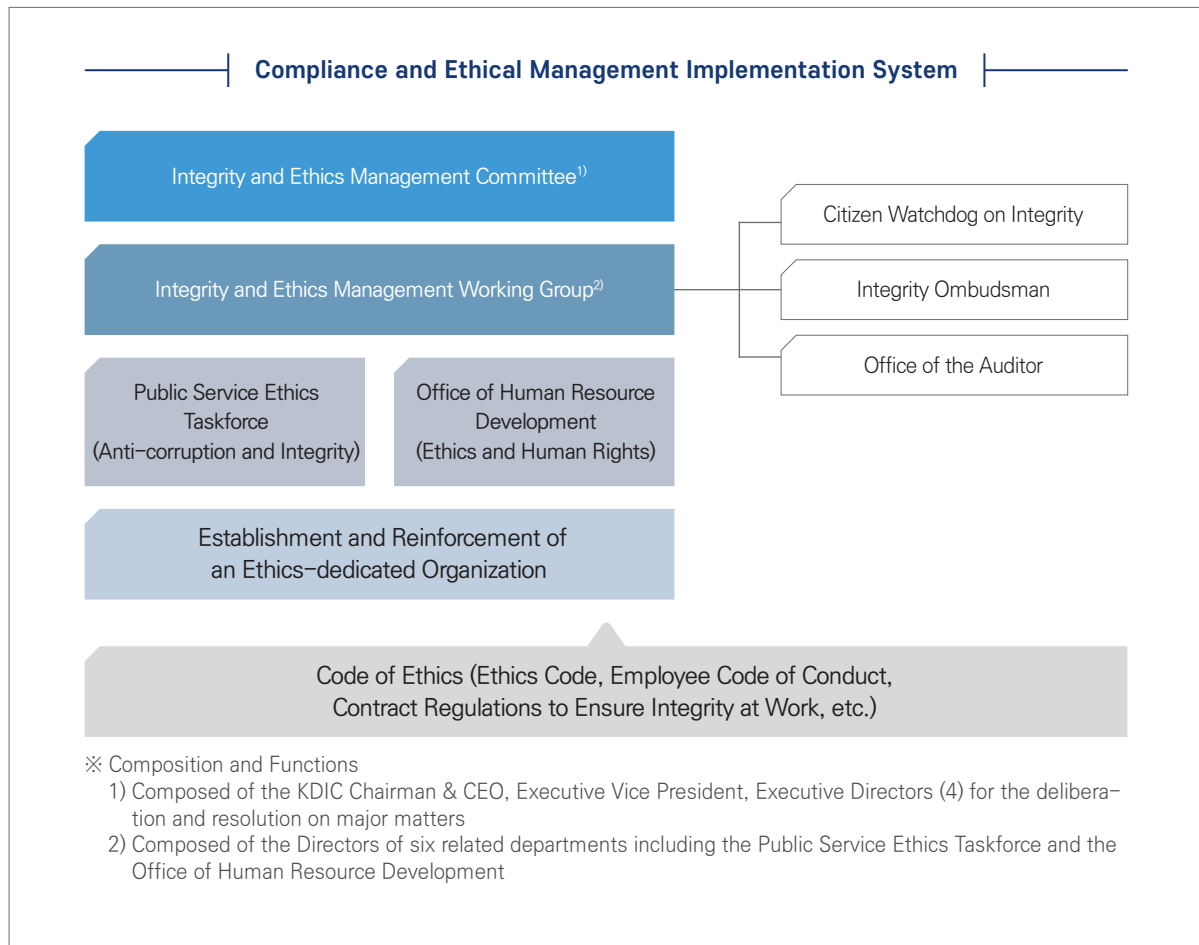 Compliance and Ethical Management Implementation System
Integrity and Ethics Management Committee1)
Integrity and Ethics Management Working Group2)
Citizen Watchdog on Integrity
Integrity Ombudsman
Office of the Auditor
Public Service Ethics
Taskforce
(Anti-corruption and Integrity)
Office of Human Resource
Development
(Ethics and Human Rights)
Establishment and Reinforcement of
an Ethics-dedicated Organization
Code of Ethics (Ethics Code, Employee Code of Conduct,
Contract Regulations to Ensure Integrity at Work, etc.)
※ Composition and Functions
1) Composed of the KDIC Chairman & CEO, Executive Vice President, Executive Directors (4) for the delibera-
tion and resolution on major matters
2) Composed of the Directors of six related departments including the Public Service Ethics Taskforce and the
Office of Human Resource Development